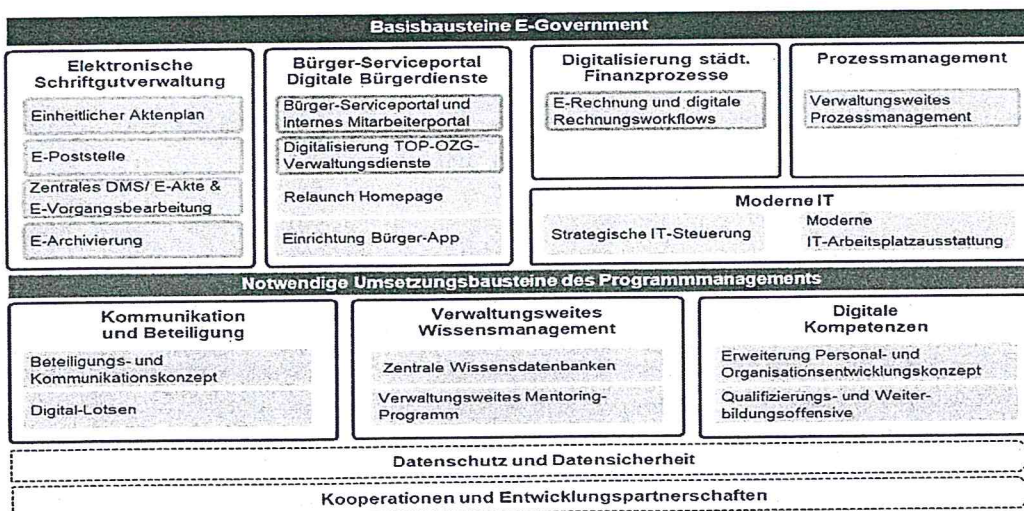 Basisbausteine E-Government
Elektronische
Schriftgutverwaltung
Einheitlicher Aktenplan
E-Poststelle
Zentrales DMS/ E-Akte &
E-Vorgangsbearbeitung
E-Archivierung
Bürger-Serviceportal
Digitale Bürgerdienste
Bürger-Serviceportal und
Internes Mitarbeiterportal
Digitalisierung TOP-OZG-
Verwaltungsdienste
Relaunch Homepage
Einrichtung Bürger-App
Digitalisierung städt.
Finanzprozesse
E-Rechnung und digitale
Rechnungsworkflows
Prozessmanagement
Verwaltungsweites
Prozessmanagement
Moderne IT
Strategische IT-Steuerung
Moderne
IT-Arbeitsplatzausstattung
Notwendige Umsetzungsbausteine des Programmmanagements
Kommunikation
und Beteiligung
Beteiligungs- und
Kommunikationskonzept
Digital-Lotsen
Verwaltungsweites
Wissensmanagement
Zentrale Wissensdatenbanken
Verwaltungsweites Mentoring-
Programm
Digitale
Kompetenzen
Erweiterung Personal- und
Organisationsentwicklungskonzept
Qualifizierungs- und Weiter-
bildungsoffensive
Datenschutz und Datensicherheit
Kooperationen und Entwicklungspartnerschaften